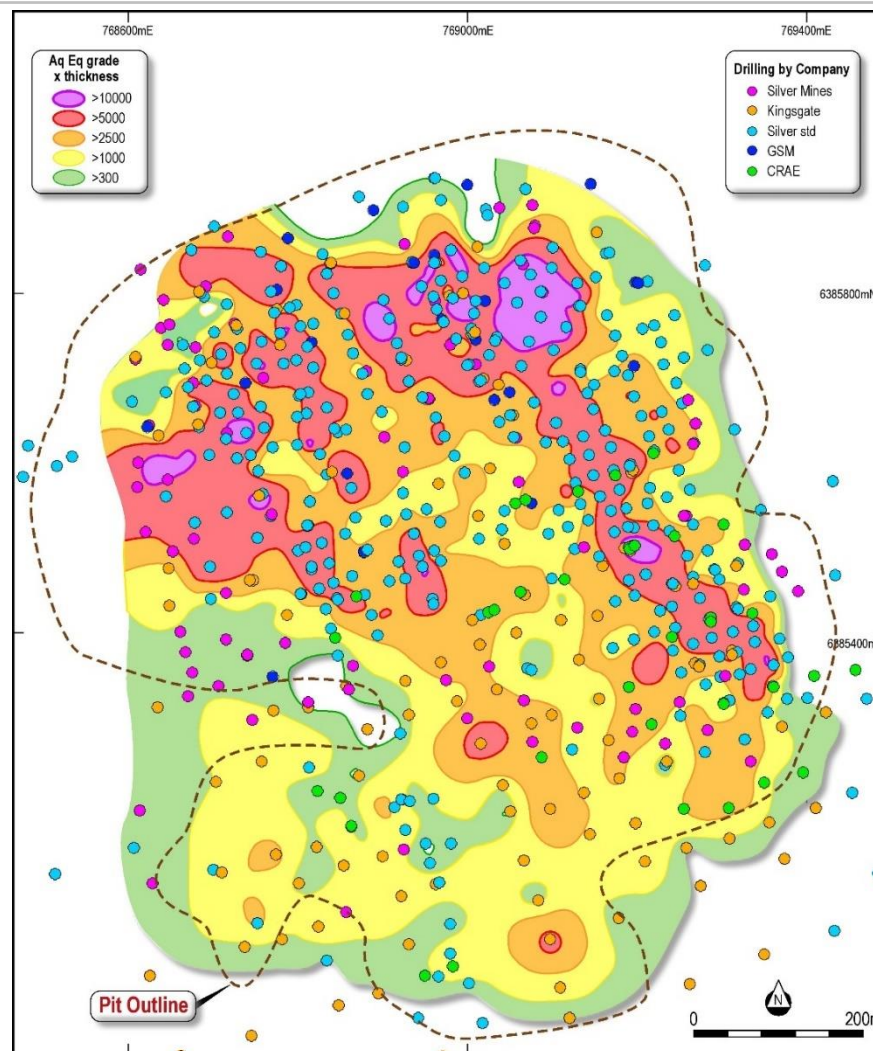 768600mE
769000mE
769400mE
Aq Eq grade
x thickness
>10000
>5000
>2500
>1000
>300
Drilling by Company
Silver Mines
Kingsgate
Silver std
GSM
CRAE
6385800mN
6385400m
Pit Outline
N
0
200m